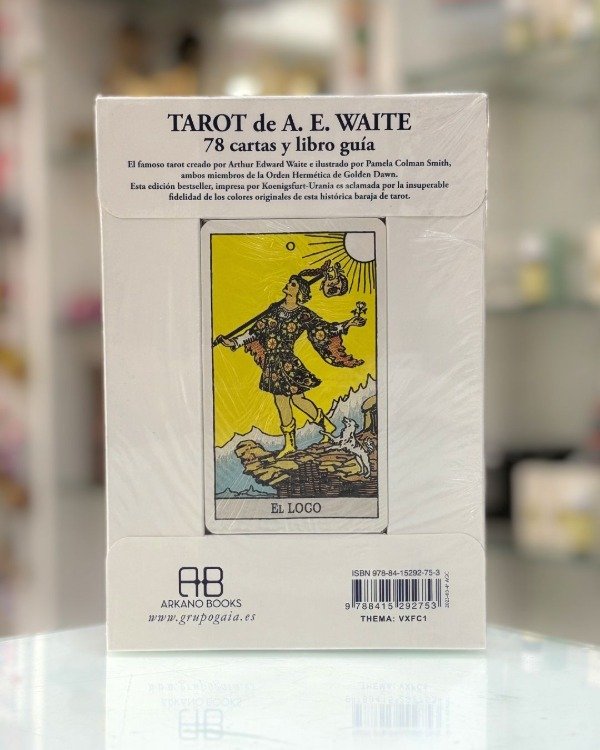 TAROT de A. E. WAITE
78 cartas y libro guía
El famoso tarot creado por Arthur Edward Waite e ilustrado por Pamela Colman Smith,
ambos miembros de la Orden Hermética de Golden Dawn.
Esta edición bestseller, impresa por Koenigsfurt-Urania es aclamada por la insuperable
fidelidad de los colores originales de esta histórica baraja de tarot.
0
EL LOCO
AB
ARKANO BOOKS
www.grupogaia.es
ISBN 978-84-15292-75-3
9 788415 292753
THEMA: VXFC1